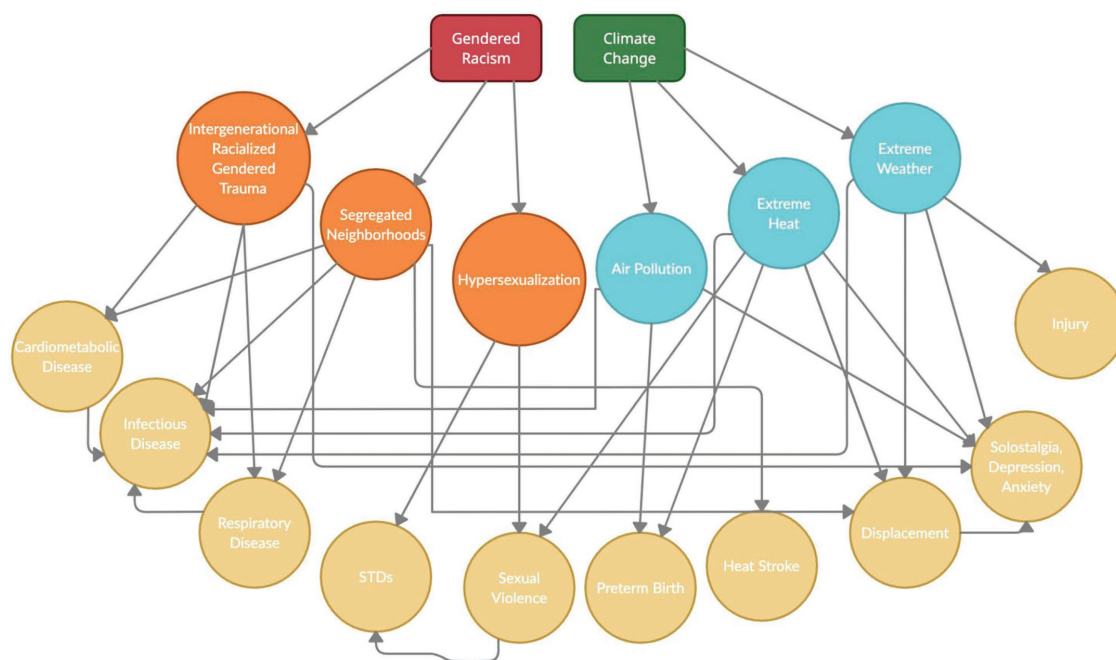 Gendered
Racism
Climate
Change
Intergenerational
Racialized
Gendered
Trauma
Extreme
Weather
Segregated
Neighborhoods
Extreme
Heat
Hypersexualization
Air Pollution
Injury
Cardiometabolic
Disease
Infectious
Disease
Solostalgia,
Depression,
Anxiety
Respiratory
Disease
Displacement
STDs
Sexual
Violence
Preterm Birth
Heat Stroke